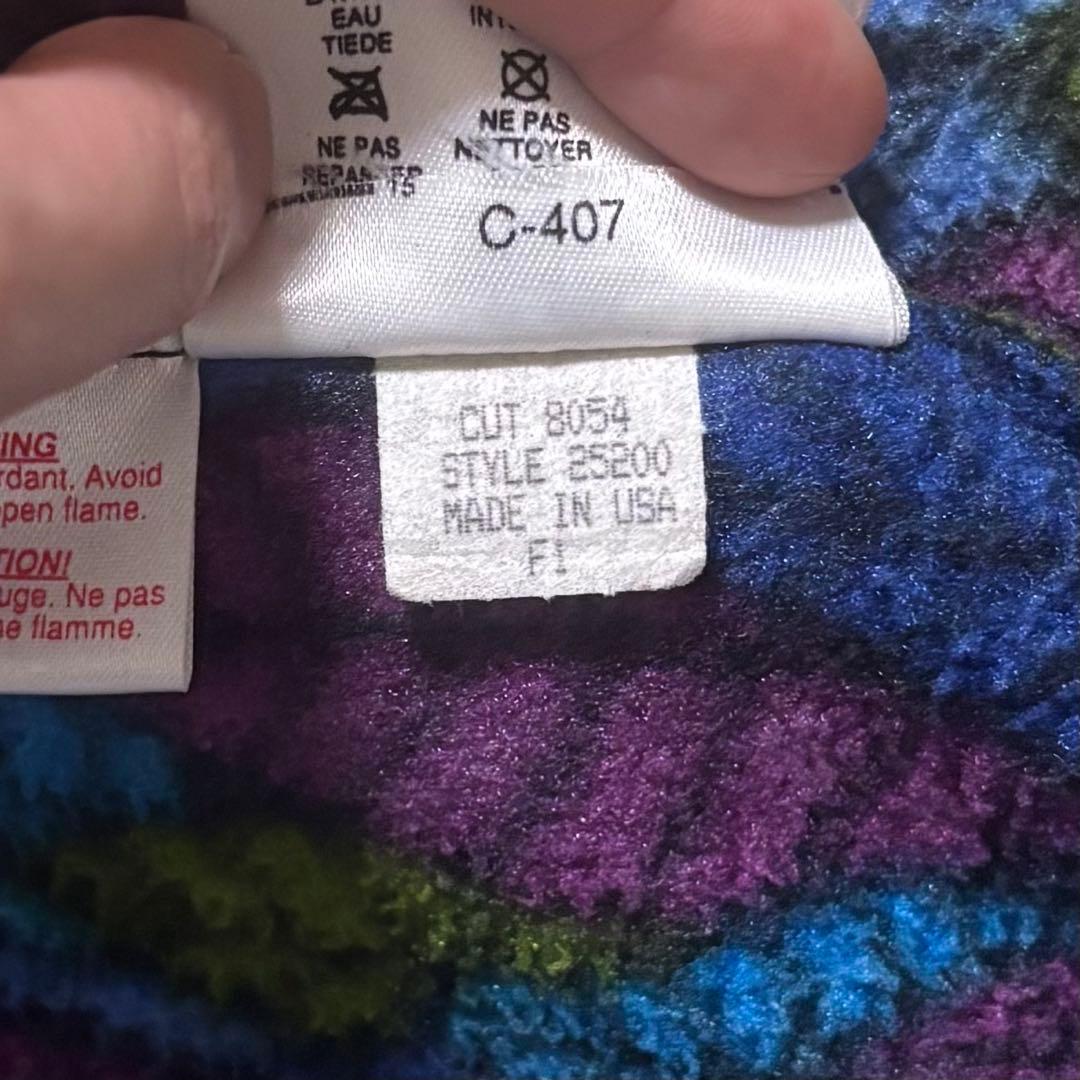 EAU
TIEDE
NE PAS
NE PAS
NETTOYER
C-407
CUT 8054
STYLE 25200
MADE IN USA
F1
ING
rdant. Avoid
pen flame.
TION!
uge. Ne pas
e flamme.